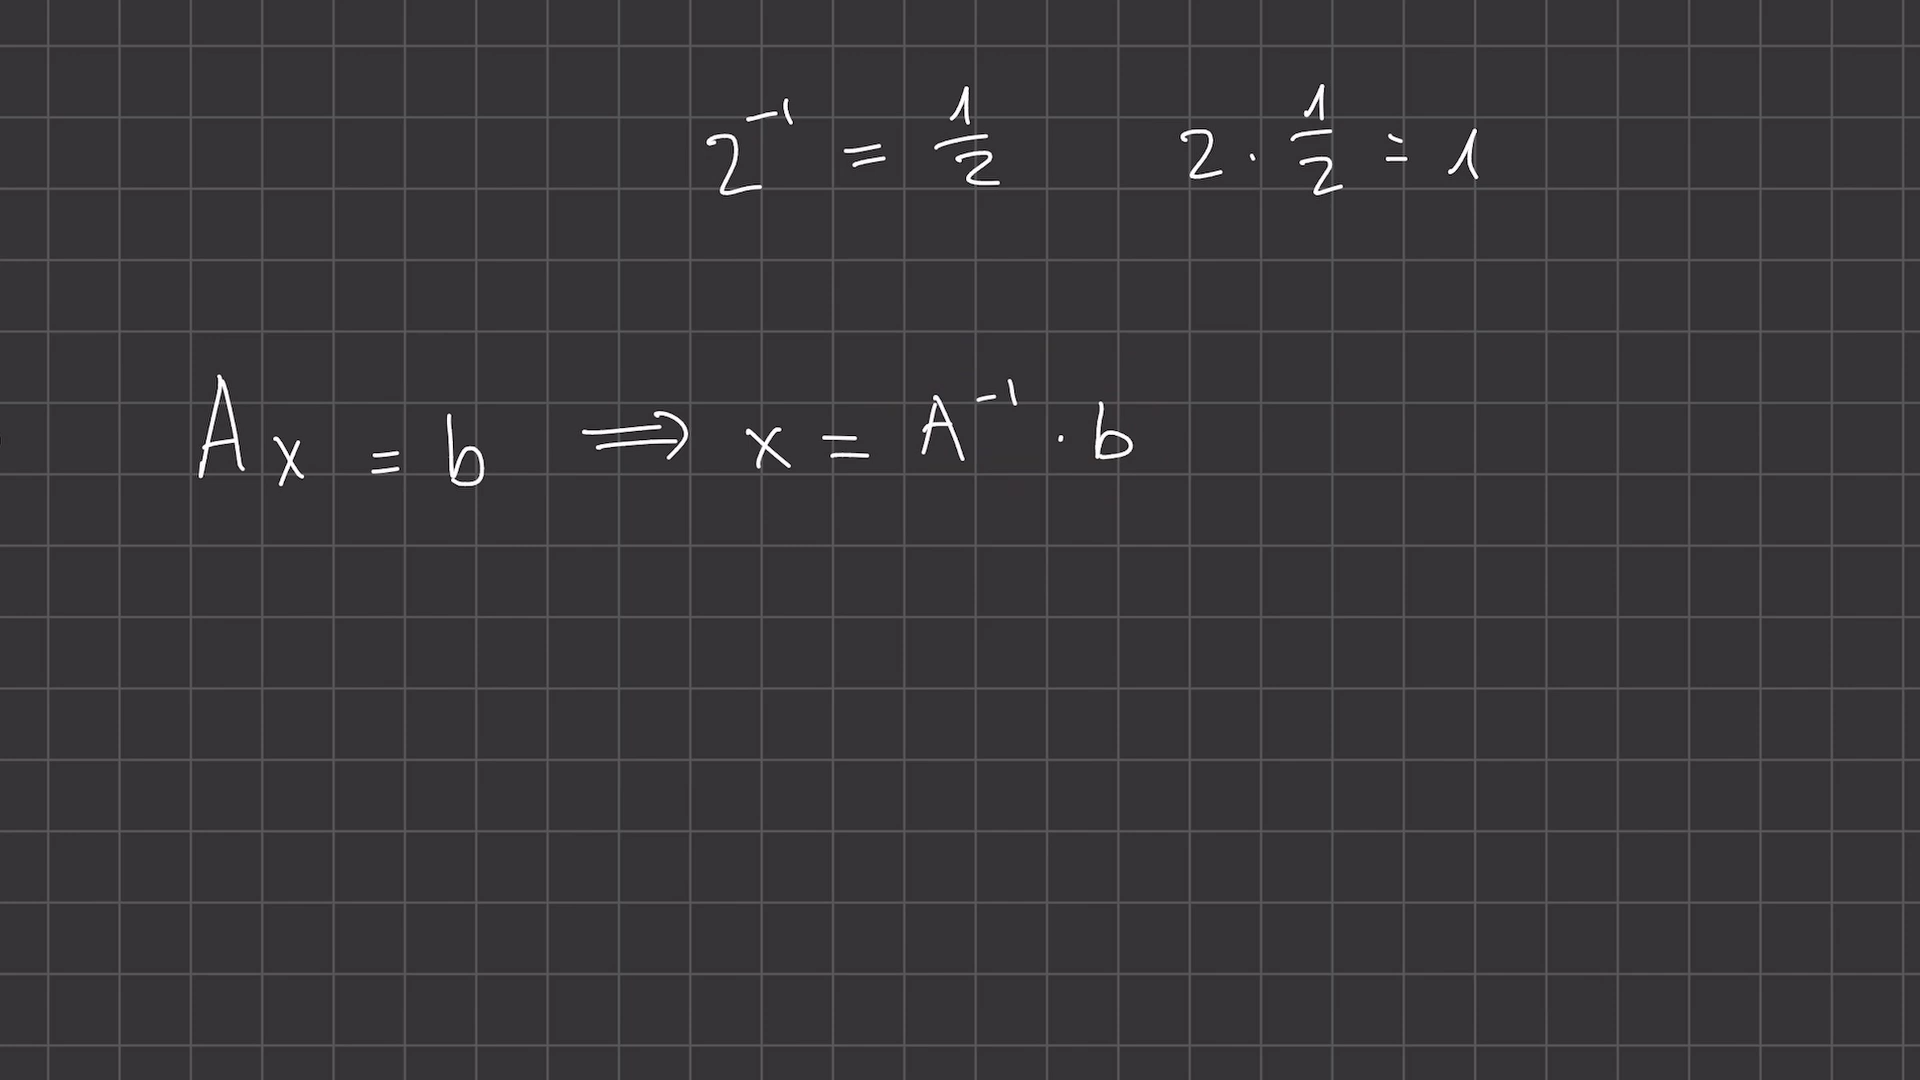 2⁻¹ = 1/2 2 · 1/2 = 1
Ax = b ⟹ x = A⁻¹ · b